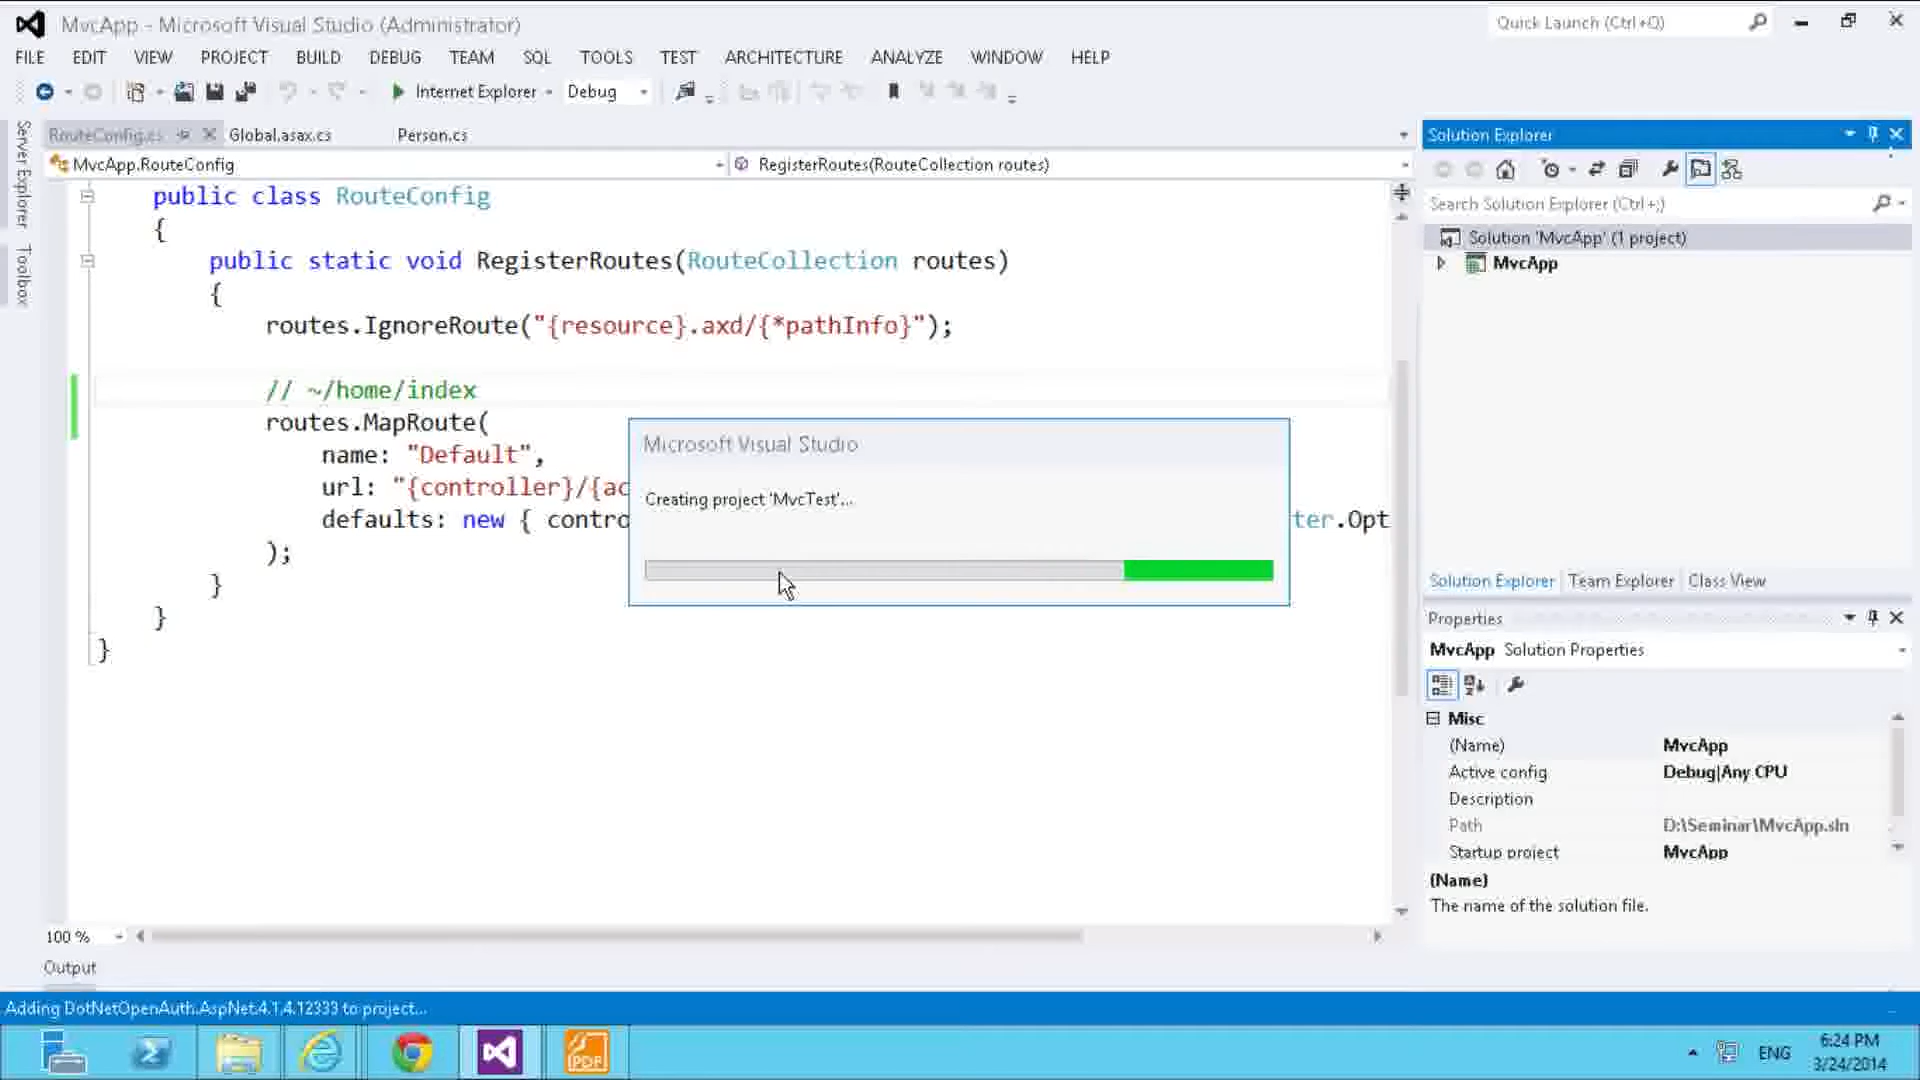 MvcApp - Microsoft Visual Studio (Administrator)
Quick Launch (Ctrl+Q)
FILE EDIT VIEW PROJECT BUILD DEBUG TEAM SQL TOOLS TEST ARCHITECTURE ANALYZE WINDOW HELP
Internet Explorer Debug
Server Explorer
Toolbox
RouteConfig.cs Global.asax.cs Person.cs
MvcApp.RouteConfig RegisterRoutes(RouteCollection routes)
public class RouteConfig
{
public static void RegisterRoutes(RouteCollection routes)
{
routes.IgnoreRoute("{resource}.axd/{*pathInfo}");
// ~/home/index
routes.MapRoute(
name: "Default",
url: "{controller}/{ac
defaults: new { contro ter.Opt
);
}
}
}
Microsoft Visual Studio
Creating project 'MvcTest'...
100 %
Output
Solution Explorer
Search Solution Explorer (Ctrl+;)
Solution 'MvcApp' (1 project)
MvcApp
Solution Explorer Team Explorer Class View
Properties
MvcApp Solution Properties
Misc
(Name) MvcApp
Active config Debug|Any CPU
Description
Path D:\Seminar\MvcApp.sln
Startup project MvcApp
(Name)
The name of the solution file.
Adding DotNetOpenAuth.AspNet.4.1.4.12333 to project...
PDF
ENG
6:24 PM
3/24/2014